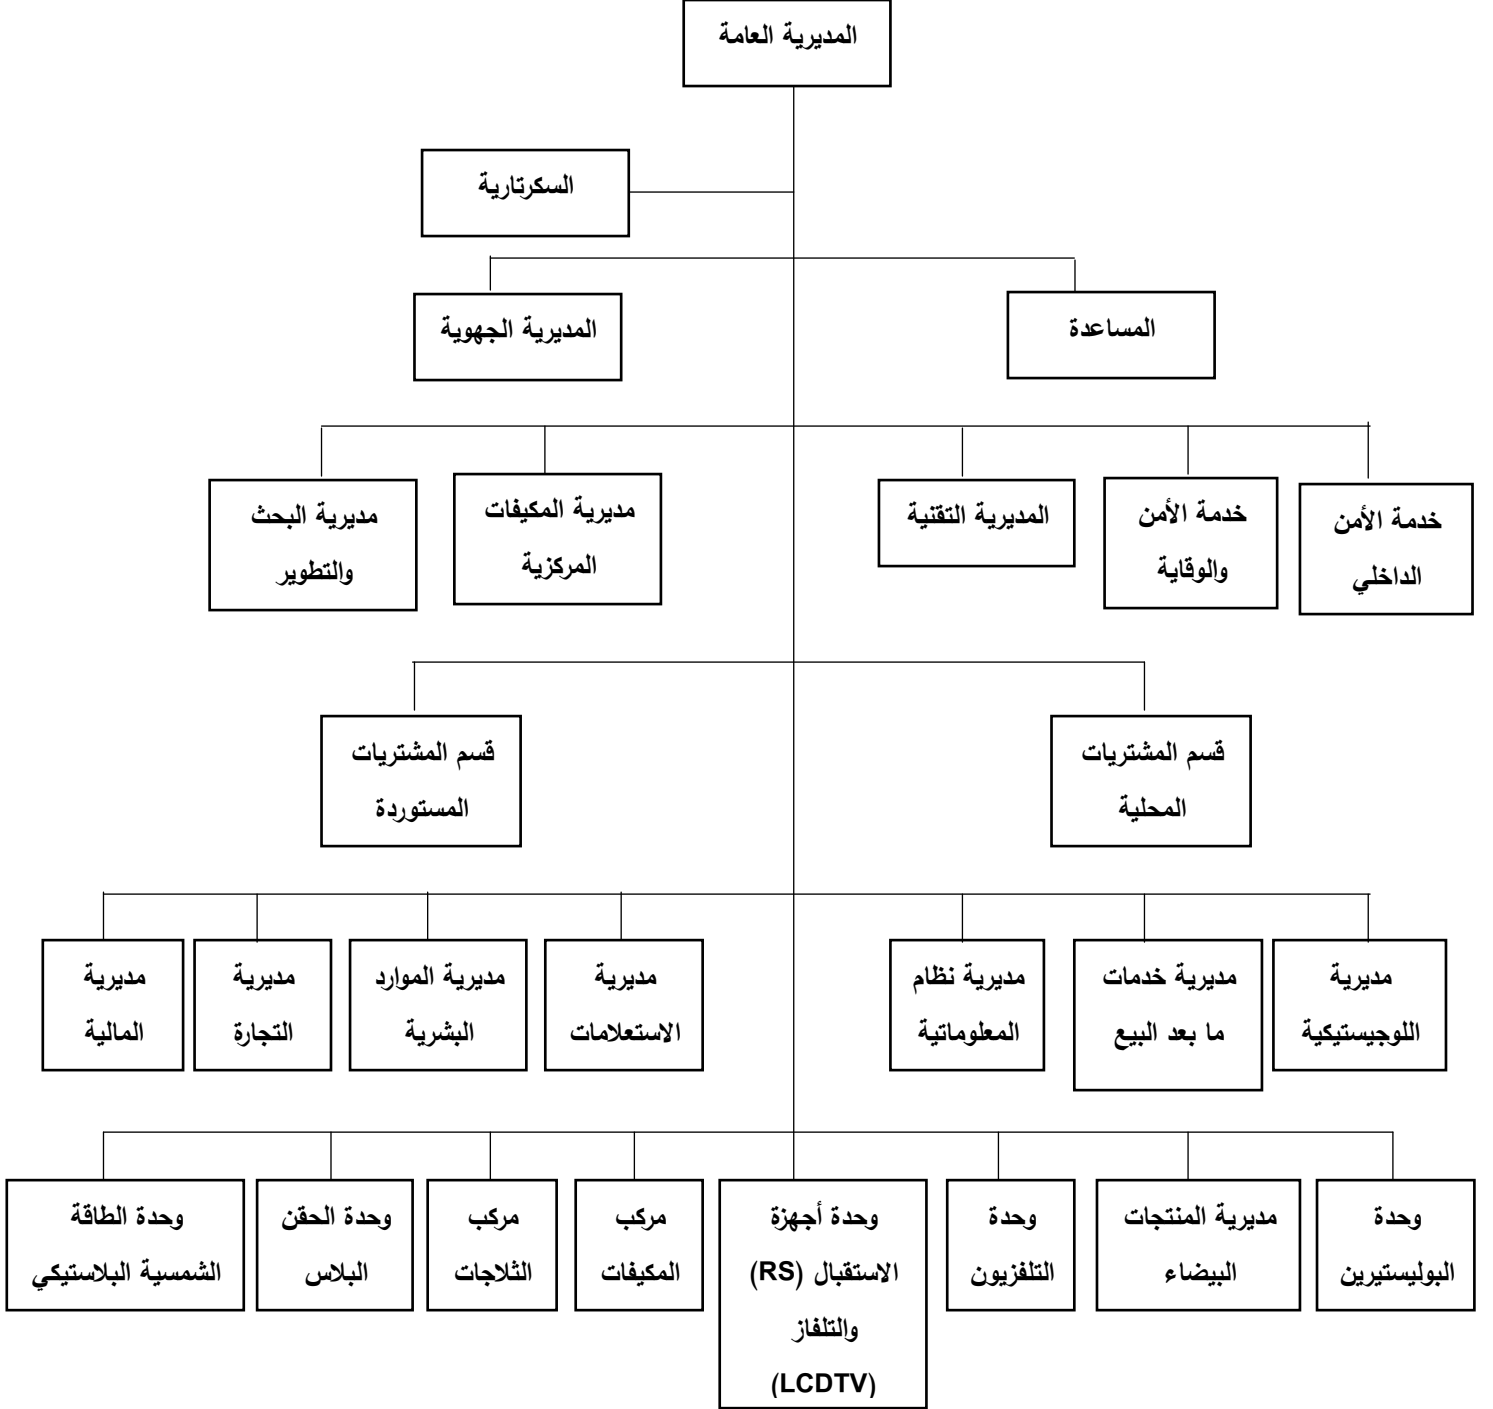 المديرية العامة
السكرتارية
المساعدة
المديرية الجهوية
خدمة الأمن
الداخلي
خدمة الأمن
والوقاية
المديرية التقنية
مديرية المكيفات
المركزية
مديرية البحث
والتطوير
قسم المشتريات
المحلية
قسم المشتريات
المستوردة
مديرية
اللوجيستيكية
مديرية خدمات
ما بعد البيع
مديرية نظام
المعلوماتية
مديرية
الاستعلامات
مديرية الموارد
البشرية
مديرية
التجارة
مديرية
المالية
وحدة
البوليستيرين
مديرية المنتجات
البيضاء
وحدة
التلفزيون
وحدة أجهزة
الاستقبال (RS)
والتلفاز
(LCDTV)
مركب
المكيفات
مركب
الثلاجات
وحدة الحقن
البلاس
وحدة الطاقة
الشمسية البلاستيكي